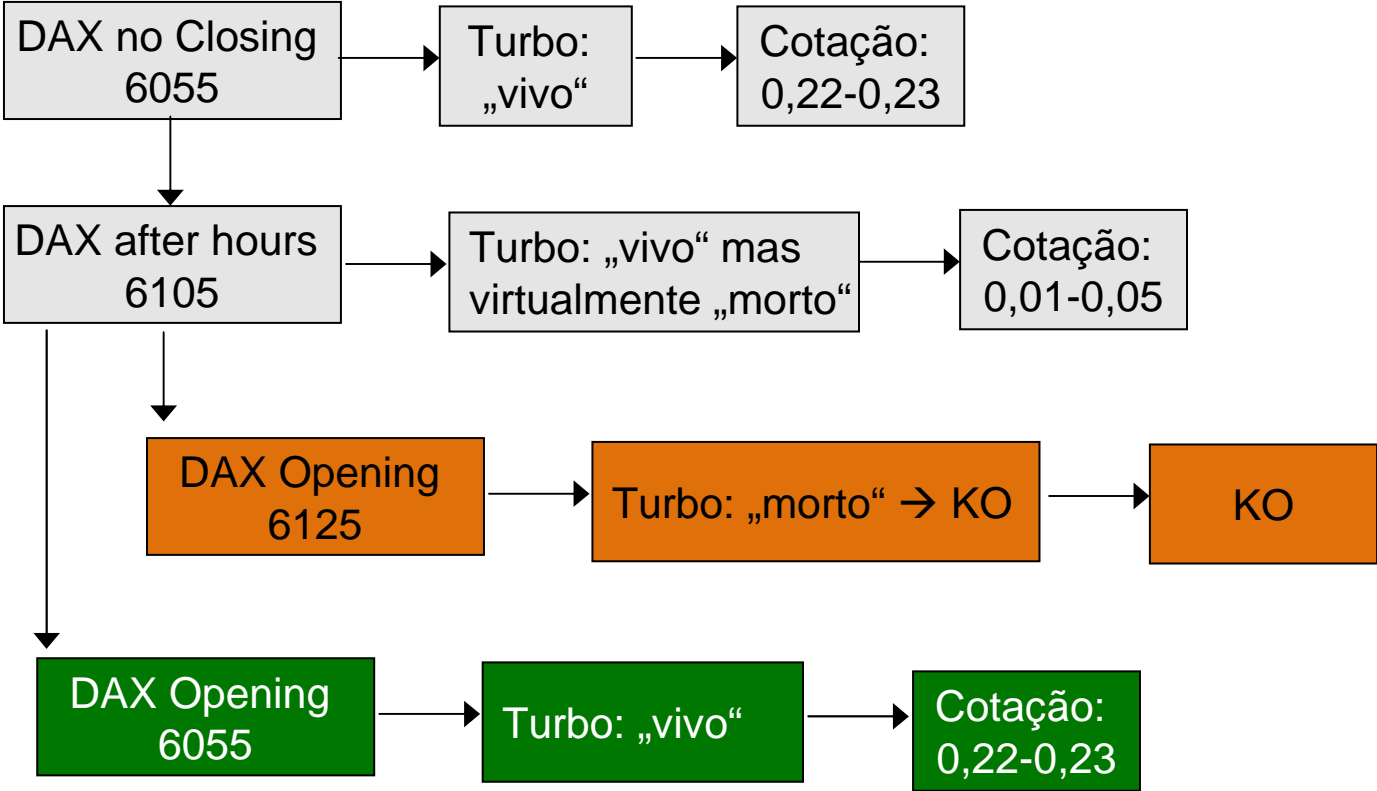 DAX no Closing
6055
Turbo:
„vivo“
Cotação:
0,22-0,23
DAX after hours
6105
Turbo: „vivo“ mas
virtualmente „morto“
Cotação:
0,01-0,05
DAX Opening
6125
Turbo: „morto“ → KO
KO
DAX Opening
6055
Turbo: „vivo“
Cotação:
0,22-0,23